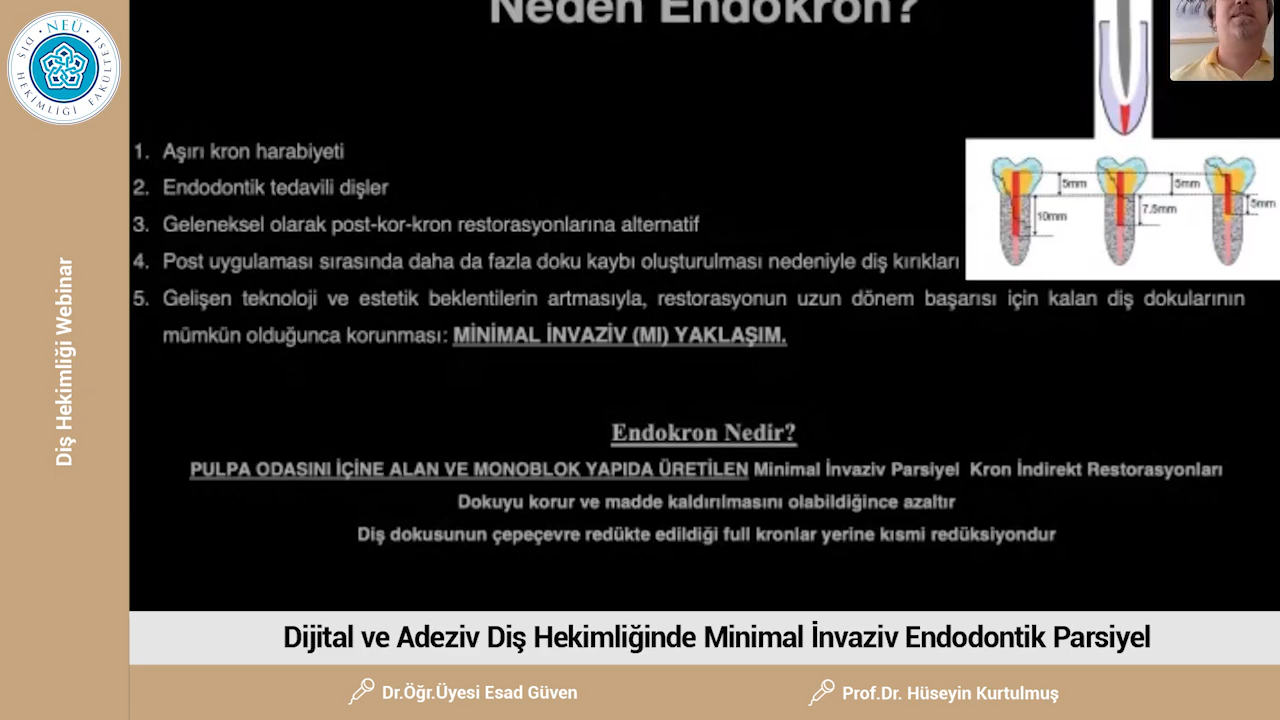 Neden Endokron?
· NEÜ ·
DİŞ HEKİMLİĞİ FAKÜLTESİ
Diş Hekimliği Webinar
1. Aşırı kron harabiyeti
2. Endodontik tedavili dişler
3. Geleneksel olarak post-kor-kron restorasyonlarına alternatif
4. Post uygulaması sırasında daha da fazla doku kaybı oluşturulması nedeniyle diş kırıkları
5. Gelişen teknoloji ve estetik beklentilerin artmasıyla, restorasyonun uzun dönem başarısı için kalan diş dokularının
mümkün olduğunca korunması: MİNİMAL İNVAZİV (MI) YAKLAŞIM.
5mm
5mm
10mm
7.5mm
5mm
Endokron Nedir?
PULPA ODASINI İÇİNE ALAN VE MONOBLOK YAPIDA ÜRETİLEN Minimal İnvaziv Parsiyel Kron İndirekt Restorasyonları
Dokuyu korur ve madde kaldırılmasını olabildiğince azaltır
Diş dokusunun çepeçevre redükte edildiği full kronlar yerine kısmi redüksiyondur
Dijital ve Adeziv Diş Hekimliğinde Minimal İnvaziv Endodontik Parsiyel
Dr.Öğr.Üyesi Esad Güven
Prof.Dr. Hüseyin Kurtulmuş